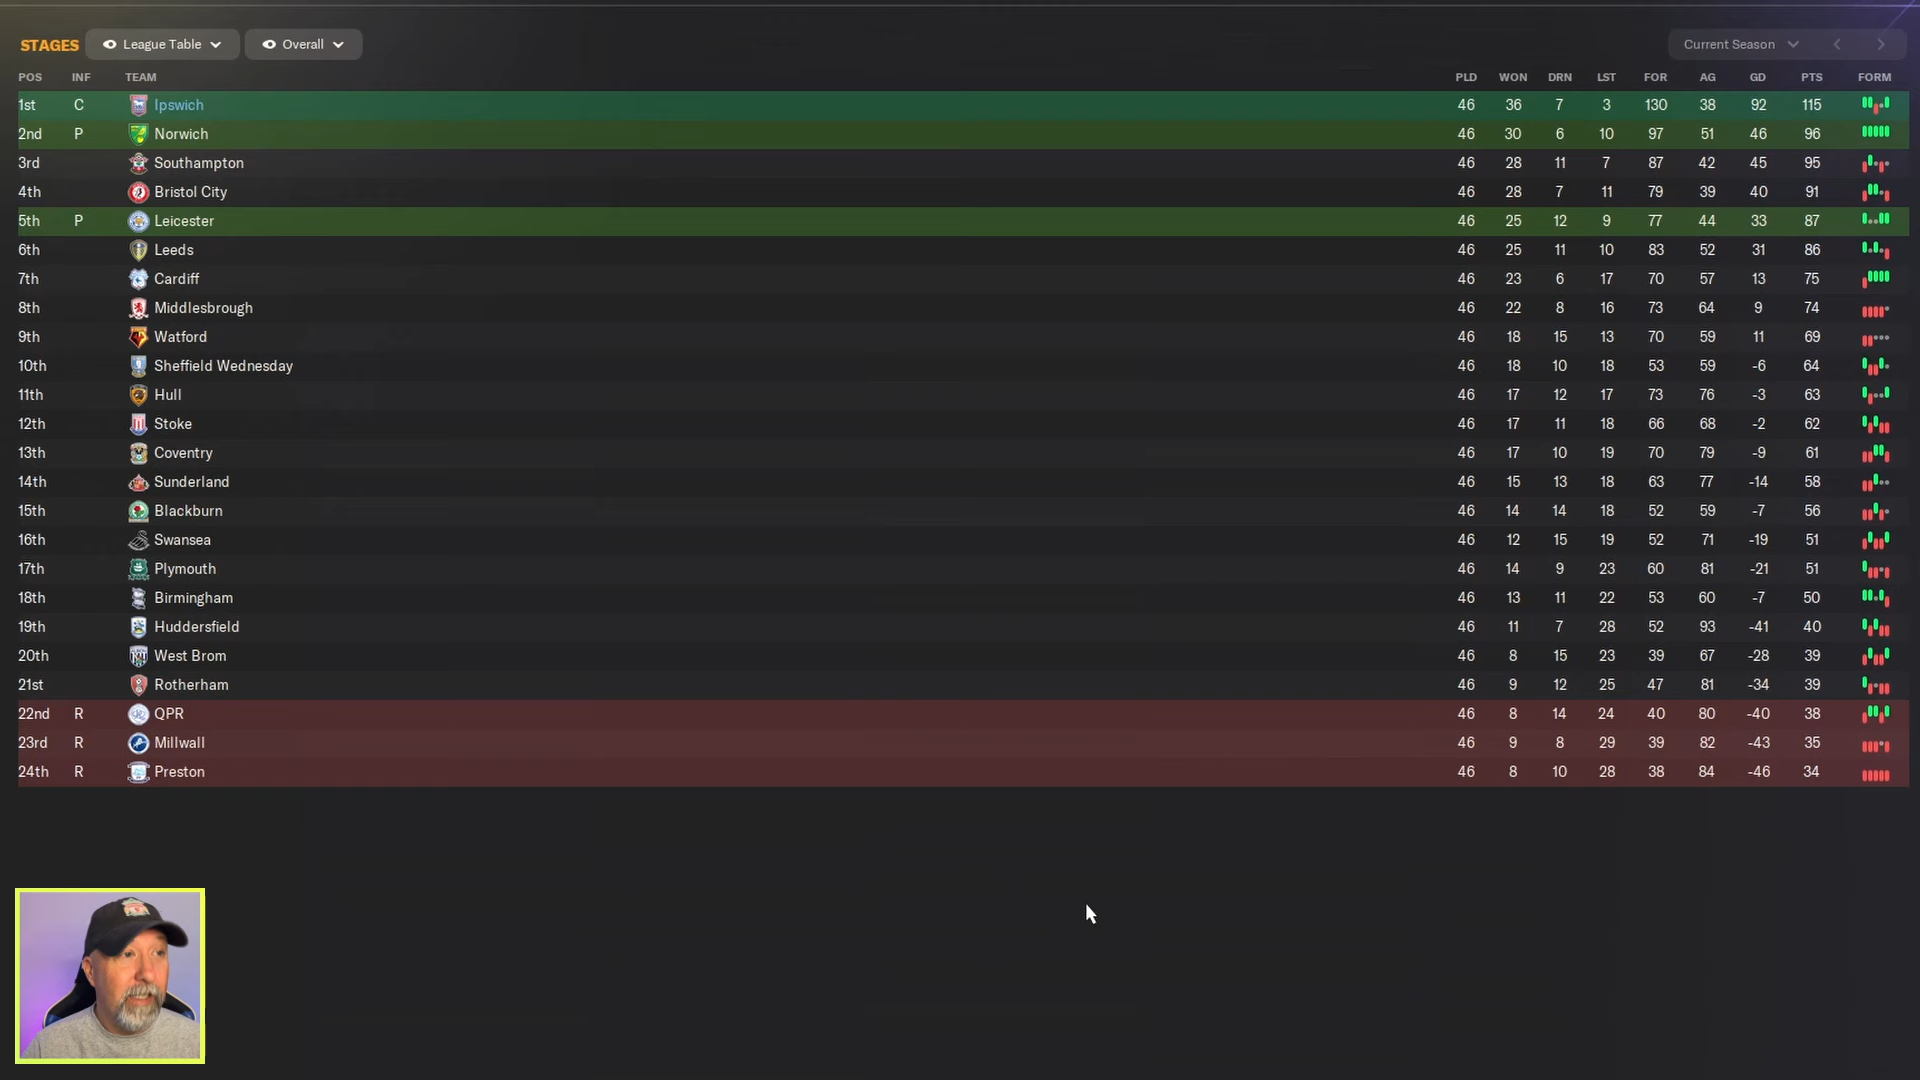 STAGES League Table Overall Current Season
POS INF TEAM PLD WON DRN LST FOR AG GD PTS FORM
1st C Ipswich 46 36 7 3 130 38 92 115
2nd P Norwich 46 30 6 10 97 51 46 96
3rd Southampton 46 28 11 7 87 42 45 95
4th Bristol City 46 28 7 11 79 39 40 91
5th P Leicester 46 25 12 9 77 44 33 87
6th Leeds 46 25 11 10 83 52 31 86
7th Cardiff 46 23 6 17 70 57 13 75
8th Middlesbrough 46 22 8 16 73 64 9 74
9th Watford 46 18 15 13 70 59 11 69
10th Sheffield Wednesday 46 18 10 18 53 59 -6 64
11th Hull 46 17 12 17 73 76 -3 63
12th Stoke 46 17 11 18 66 68 -2 62
13th Coventry 46 17 10 19 70 79 -9 61
14th Sunderland 46 15 13 18 63 77 -14 58
15th Blackburn 46 14 14 18 52 59 -7 56
16th Swansea 46 12 15 19 52 71 -19 51
17th Plymouth 46 14 9 23 60 81 -21 51
18th Birmingham 46 13 11 22 53 60 -7 50
19th Huddersfield 46 11 7 28 52 93 -41 40
20th West Brom 46 8 15 23 39 67 -28 39
21st Rotherham 46 9 12 25 47 81 -34 39
22nd R QPR 46 8 14 24 40 80 -40 38
23rd R Millwall 46 9 8 29 39 82 -43 35
24th R Preston 46 8 10 28 38 84 -46 34